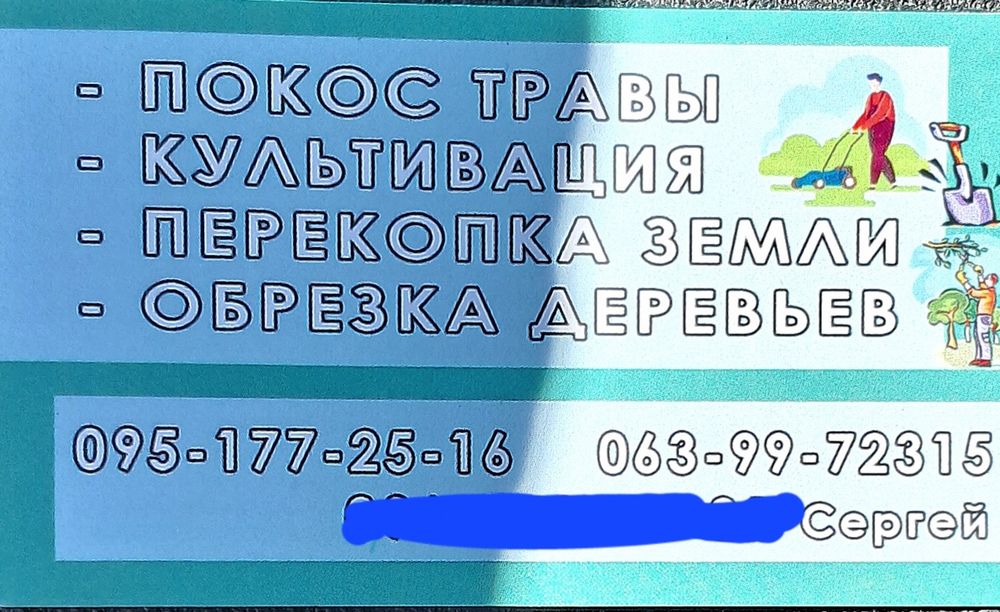 - ПОКОС ТРАВЫ
- КУЛЬТИВАЦИЯ
- ПЕРЕКОПКА ЗЕМЛИ
- ОБРЕЗКА ДЕРЕВЬЕВ
095-177-25-16 063-99-72315
Сергей